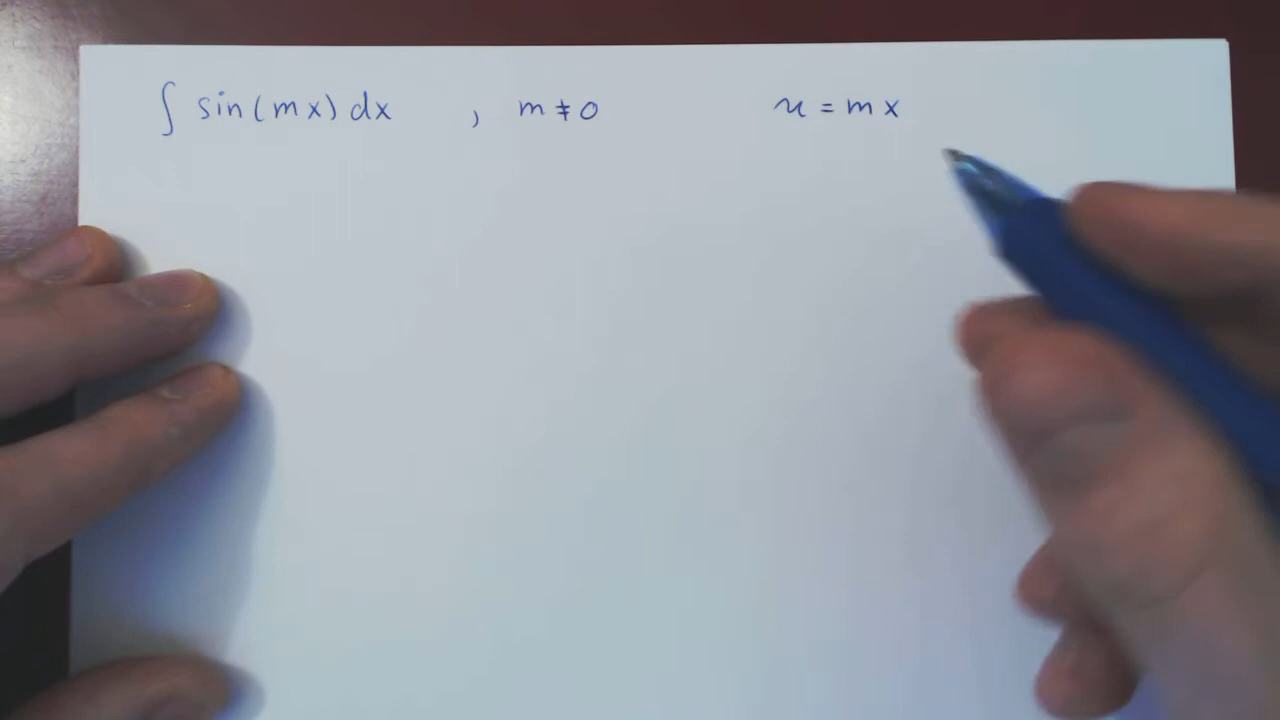 ∫ sin(mx) dx , m ≠ 0 u = mx